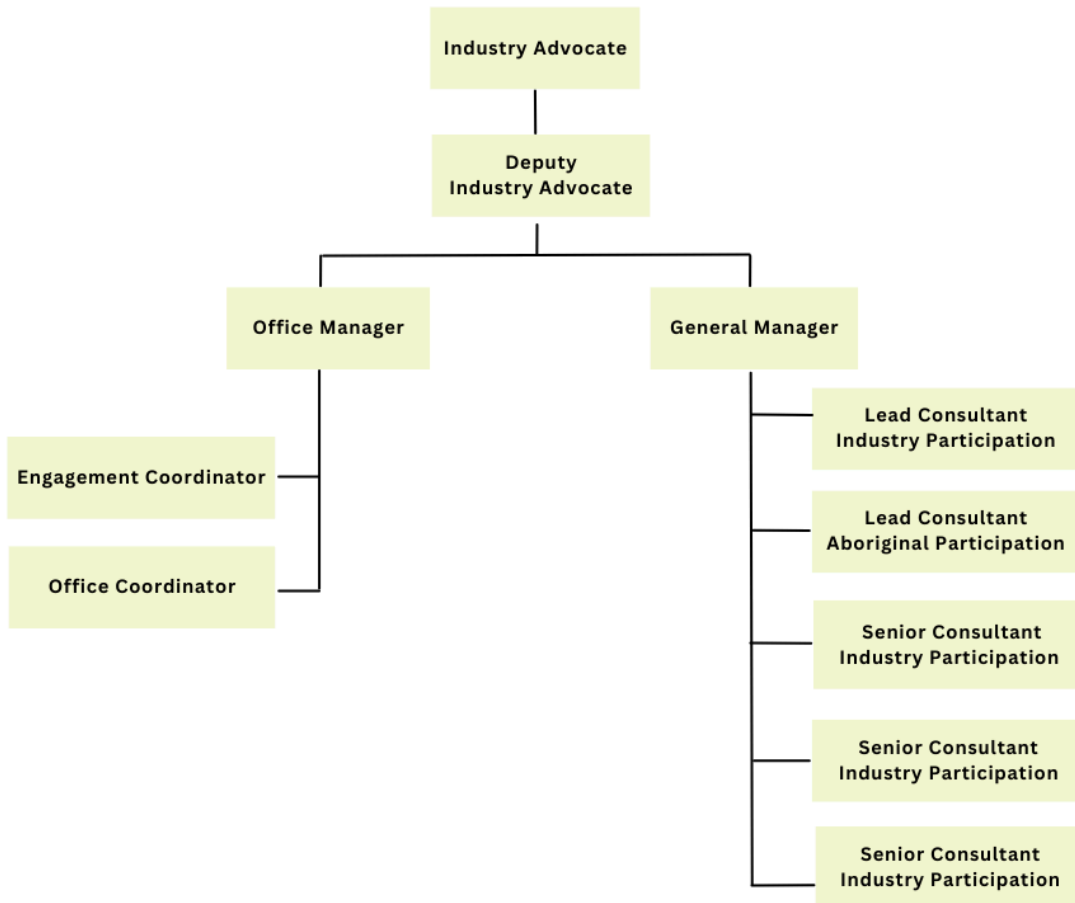 Industry Advocate
Deputy
Industry Advocate
Office Manager
General Manager
Engagement Coordinator
Office Coordinator
Lead Consultant
Industry Participation
Lead Consultant
Aboriginal Participation
Senior Consultant
Industry Participation
Senior Consultant
Industry Participation
Senior Consultant
Industry Participation